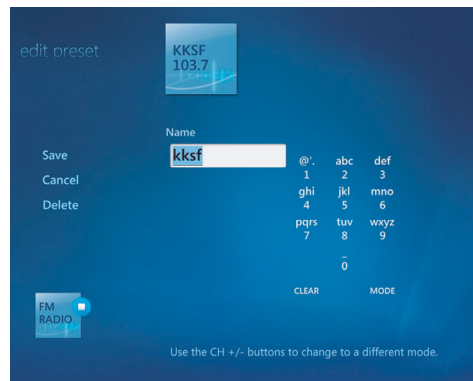 edit preset
KKSF
103.7
Name
kksf
Save
Cancel
Delete
@'. abc def
1 2 3
ghi jkl mno
4 5 6
pqrs tuv wxyz
7 8 9
_
0
CLEAR MODE
FM
RADIO
Use the CH +/- buttons to change to a different mode.